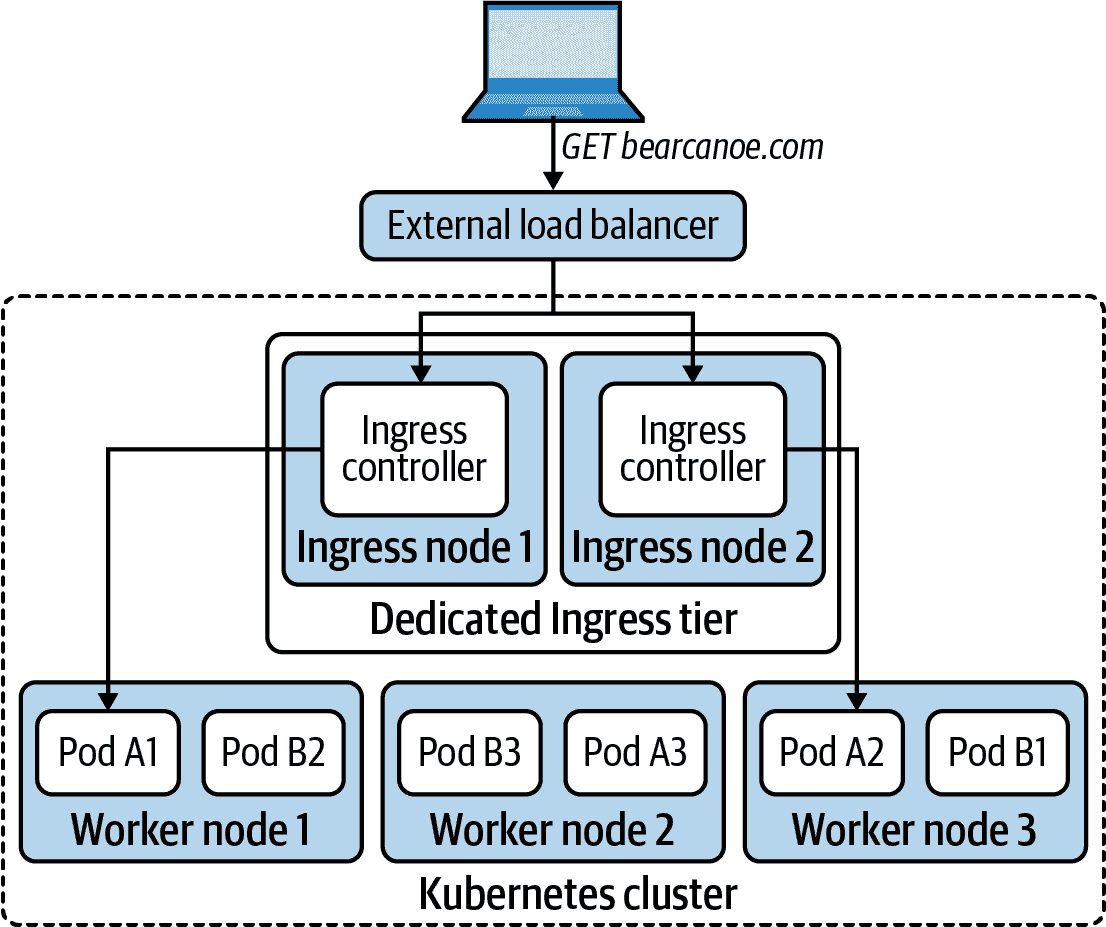 GET bearcanoe.com
External load balancer
Ingress
controller
Ingress
controller
Ingress node 1
Ingress node 2
Dedicated Ingress tier
Pod A1
Pod B2
Pod B3
Pod A3
Pod A2
Pod B1
Worker node 1
Worker node 2
Worker node 3
Kubernetes cluster